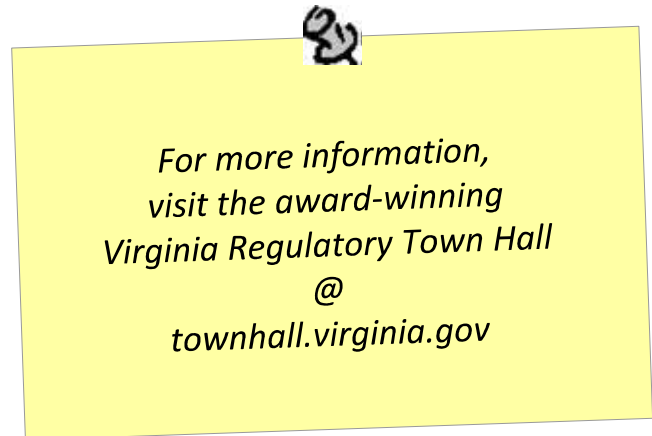 For more information,
visit the award-winning
Virginia Regulatory Town Hall
@
townhall.virginia.gov